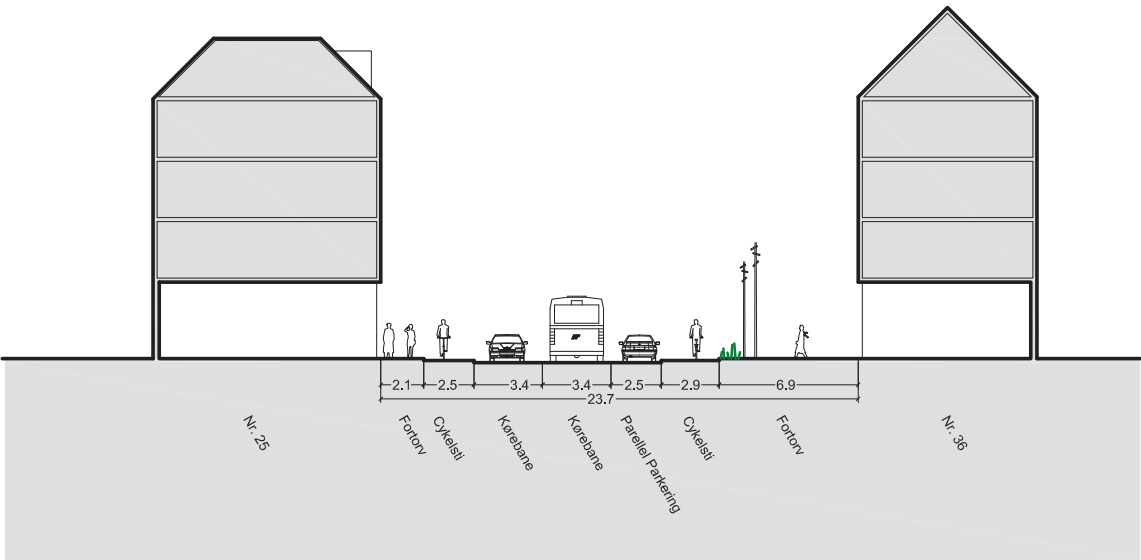 2.1 2.5 3.4 3.4 2.5 2.9 6.9
23.7
Nr. 25
Fortorv
Cykelsti
Kørebane
Kørebane
Parellel Parkering
Cykelsti
Fortorv
Nr. 36